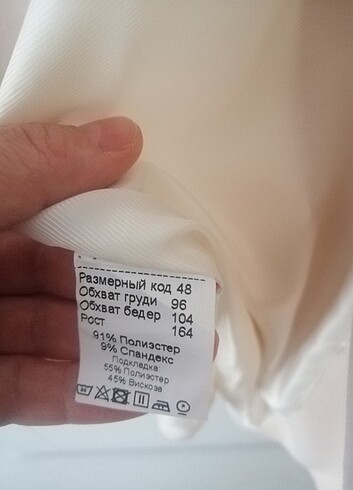 Размерный код 48
Обхват груди 96
Обхват бедер 104
Рост 164
91% Полиэстер
9% Спандекс
Подкладка:
55% Полиэстер
45% Вискоза